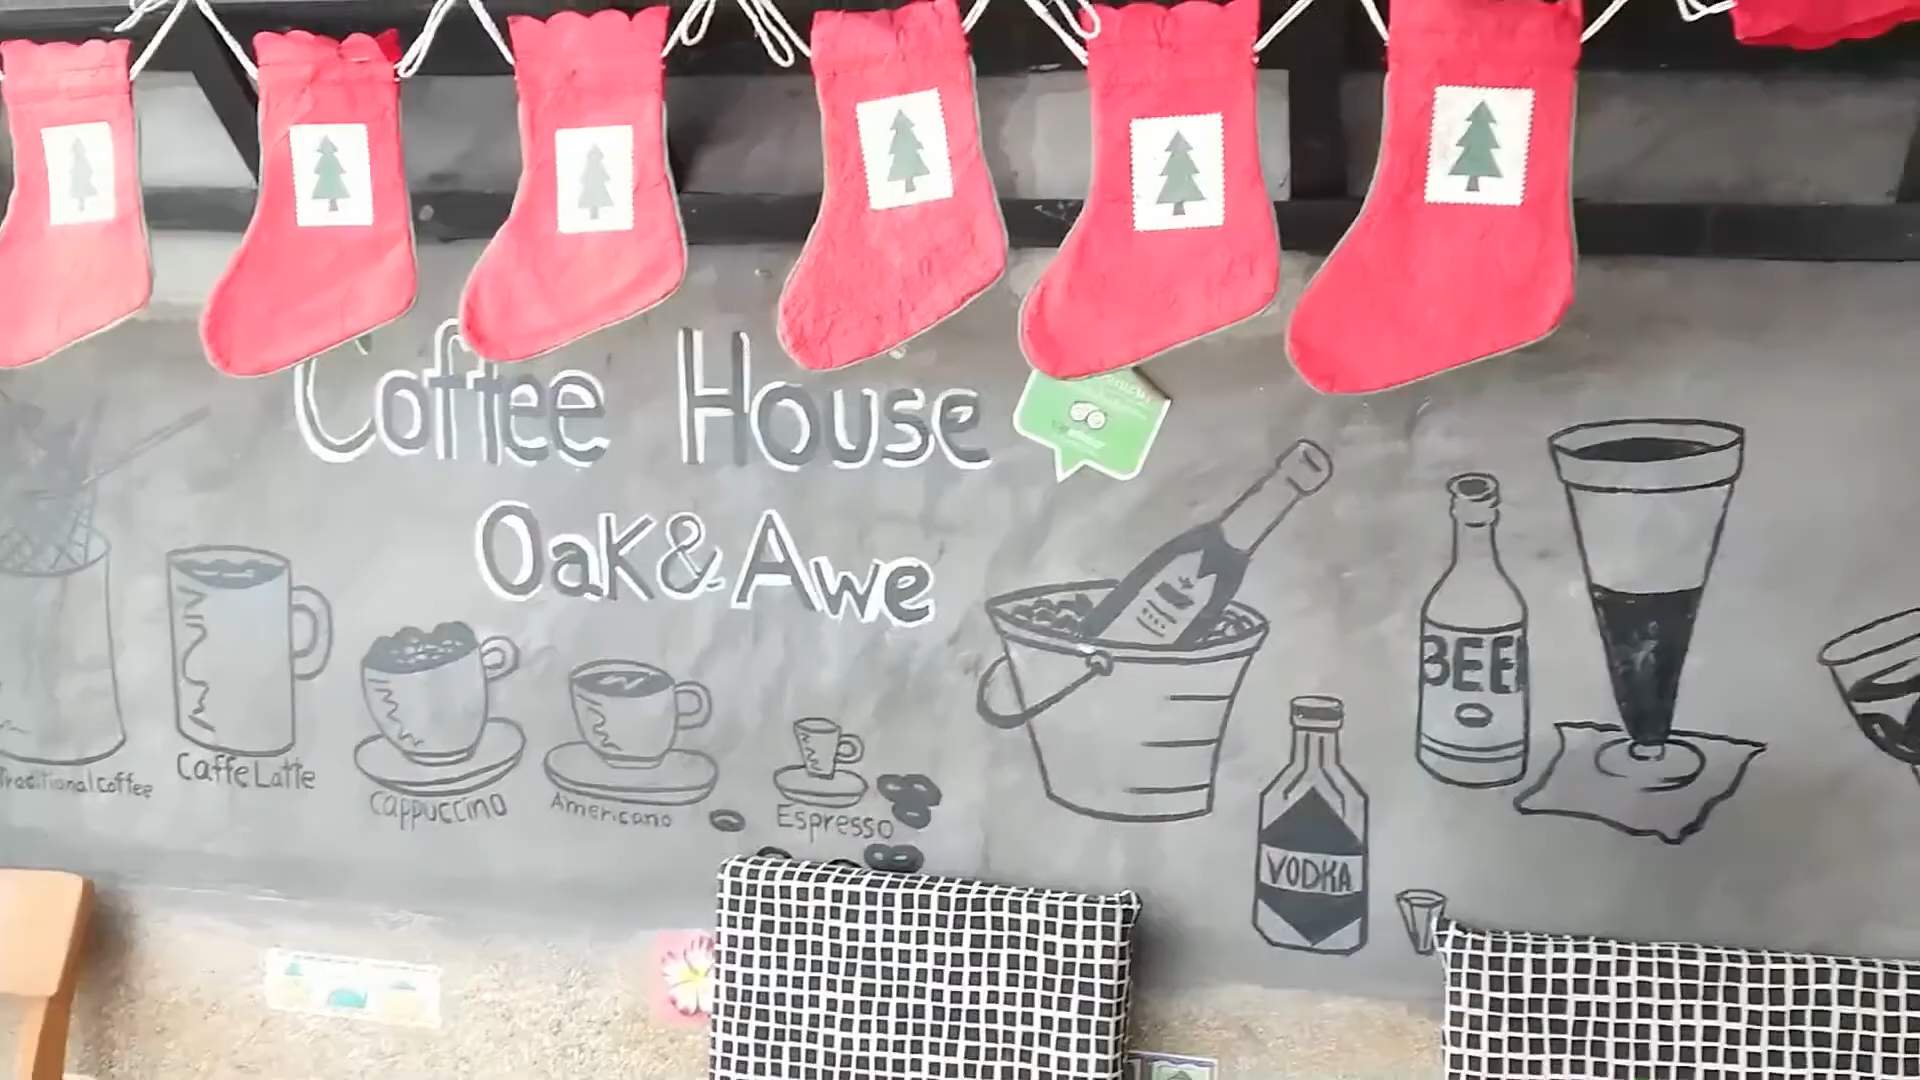 Coffee House
Oak&Awe
Traditional Coffee
Caffe Latte
Cappuccino
Americano
Espresso
BEE
VODKA